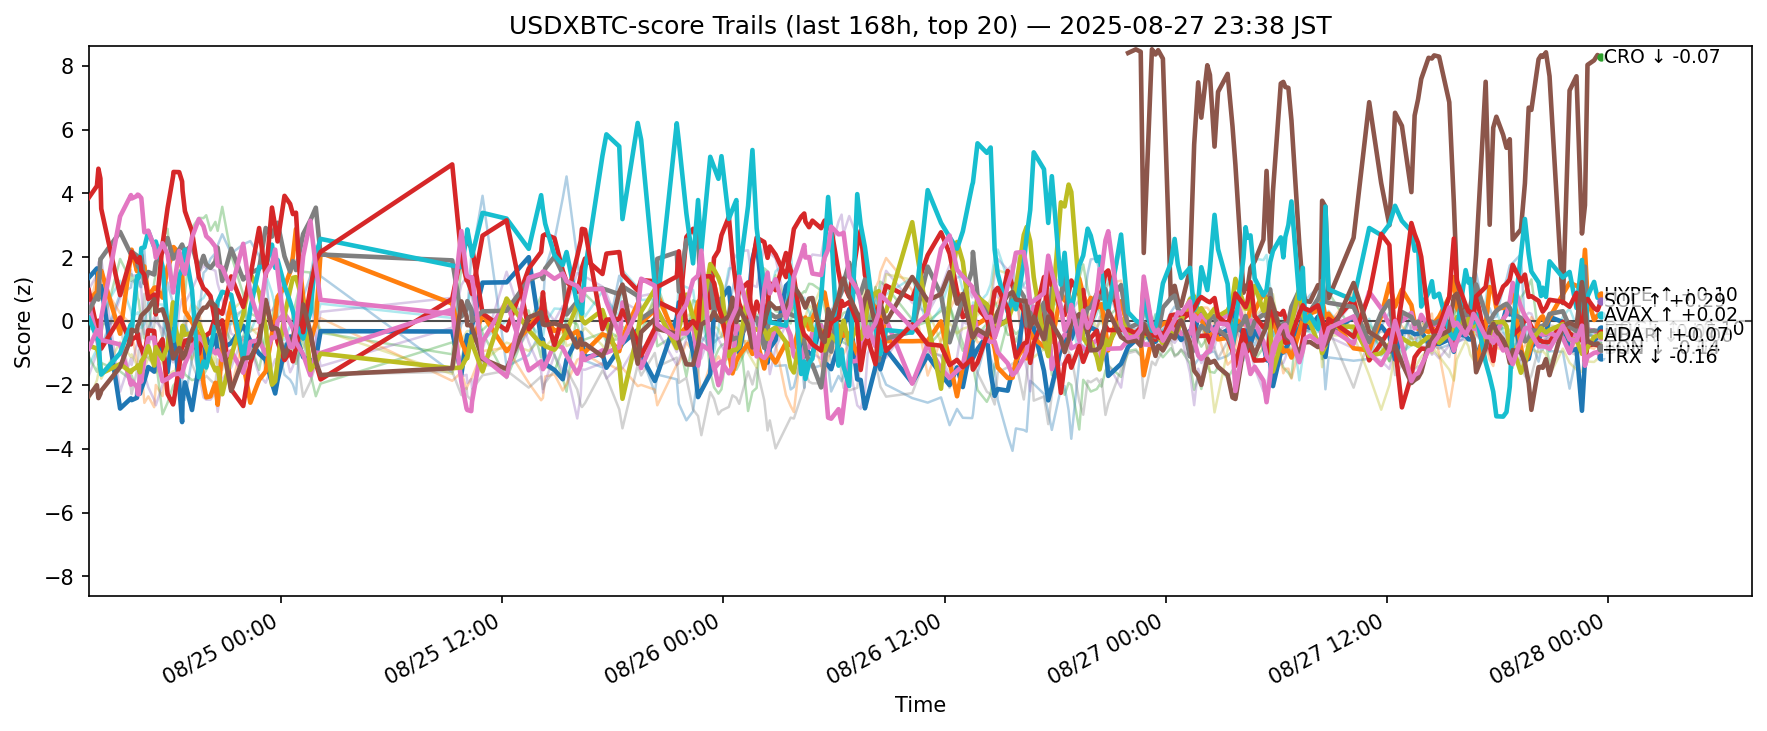 USDXBTC-score Trails (last 168h, top 20) — 2025-08-27 23:38 JST
8
6
4
2
0
−2
−4
−6
−8
Score (z)
CRO ↓ -0.07
HYPE ↑ +0.10
SOL ↑
AVAX ↑ +0.02
ADA ↑ +0.07
TRX ↓ -0.16
08/25 00:00
08/25 12:00
08/26 00:00
08/26 12:00
08/27 00:00
08/27 12:00
08/28 00:00
Time